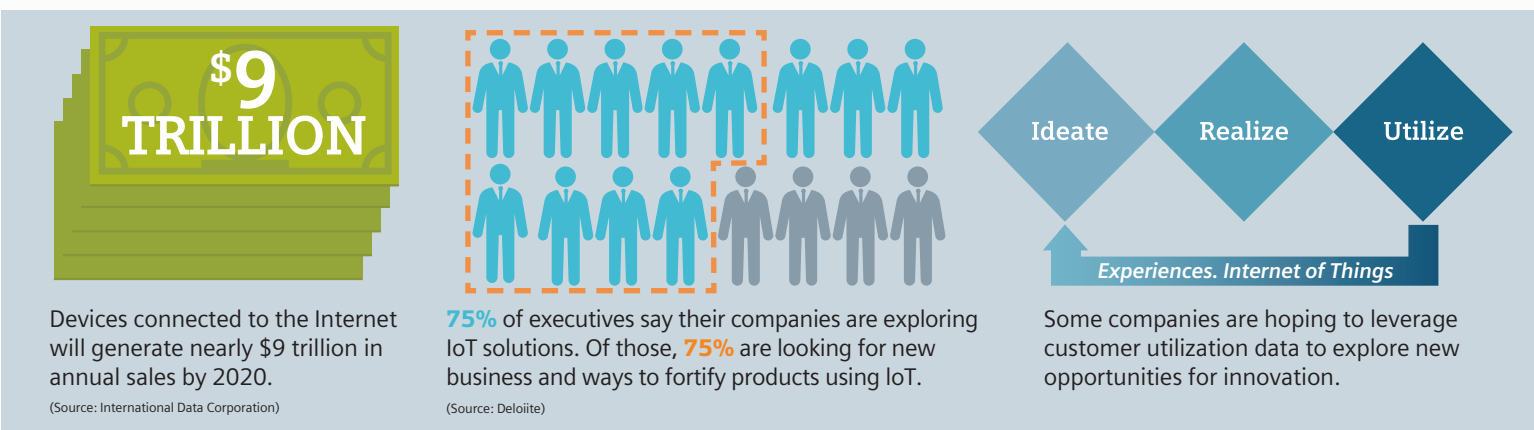 $9
TRILLION
Devices connected to the Internet
will generate nearly $9 trillion in
annual sales by 2020.
(Source: International Data Corporation)
75% of executives say their companies are exploring
IoT solutions. Of those, 75% are looking for new
business and ways to fortify products using IoT.
(Source: Deloiite)
Ideate
Realize
Utilize
Experiences. Internet of Things
Some companies are hoping to leverage
customer utilization data to explore new
opportunities for innovation.